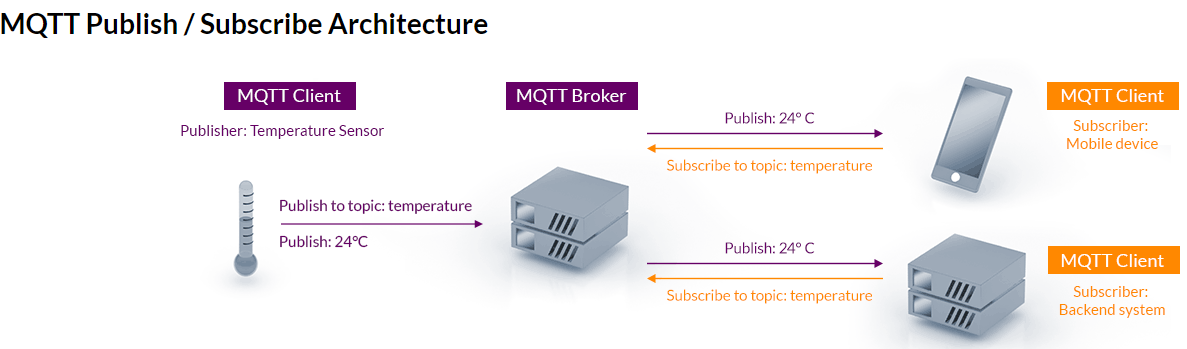 MQTT Publish / Subscribe Architecture
MQTT Client
Publisher: Temperature Sensor
Publish to topic: temperature
Publish: 24°C
MQTT Broker
Publish: 24° C
Subscribe to topic: temperature
MQTT Client
Subscriber:
Mobile device
Publish: 24° C
Subscribe to topic: temperature
MQTT Client
Subscriber:
Backend system